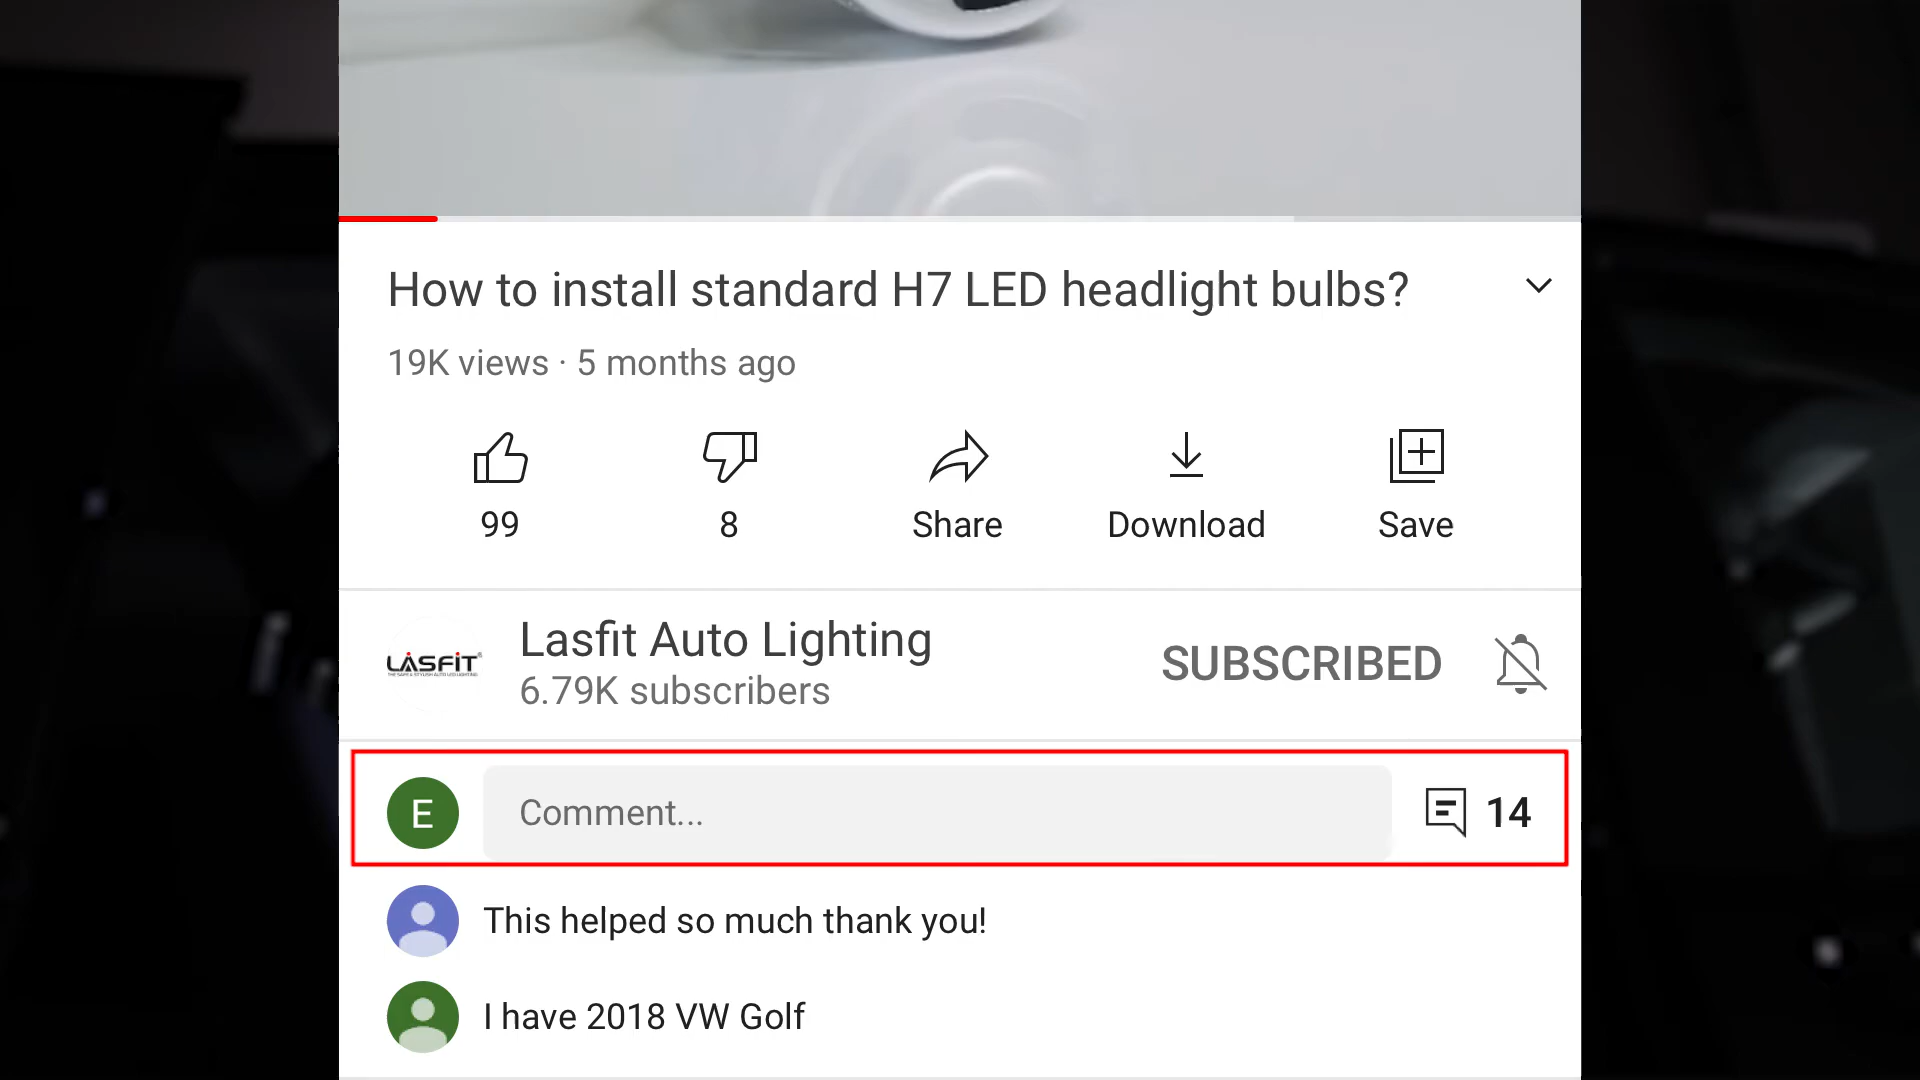 How to install standard H7 LED headlight bulbs?
19K views · 5 months ago
99 8 Share Download Save
LASFIT
Lasfit Auto Lighting
6.79K subscribers
SUBSCRIBED
E Comment... 14
This helped so much thank you!
I have 2018 VW Golf